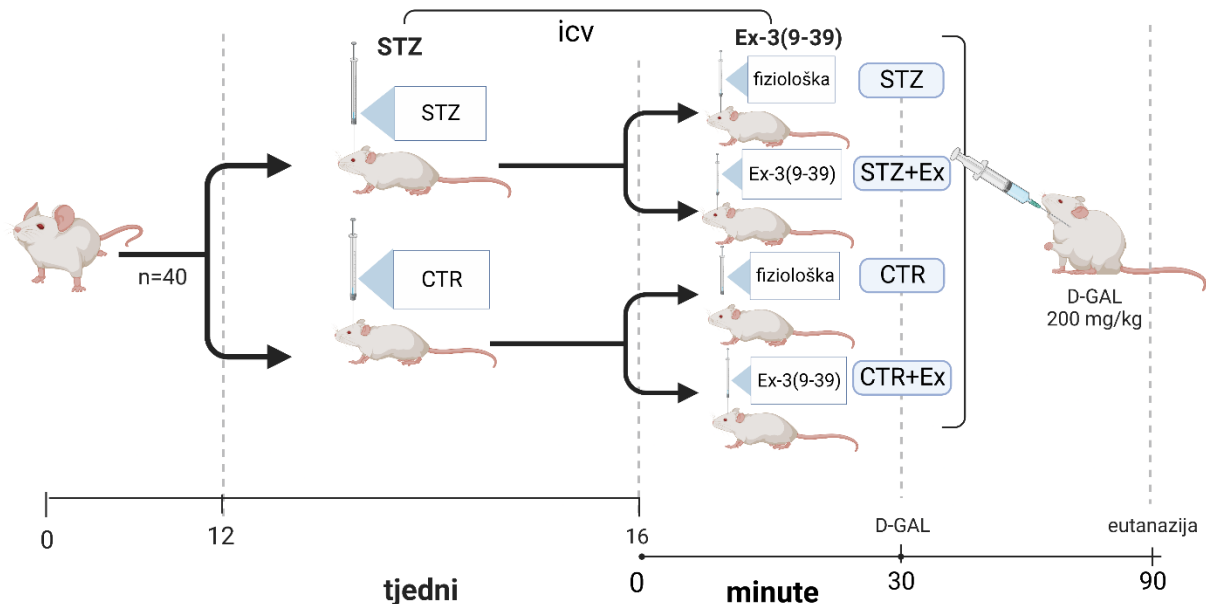 icv
STZ
Ex-3(9-39)
STZ
fiziološka
STZ
Ex-3(9-39)
STZ+Ex
n=40
CTR
fiziološka
CTR
D-GAL
200 mg/kg
Ex-3(9-39)
CTR+Ex
0
12
16
D-GAL
eutanazija
tjedni
0
minute
30
90